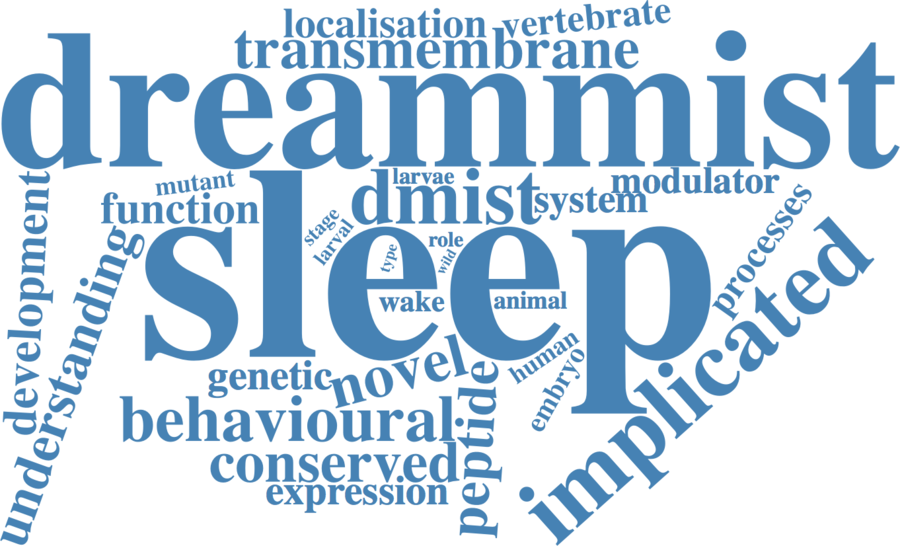 localisation
vertebrate
transmembrane
dreammist
mutant
larvae
dmist
modulator
function
system
development
understanding
sleep
stage
larval
type
role
wild
wake
animal
processes
implicated
genetic
novel
human
embryo
behavioural
peptide
conserved
expression